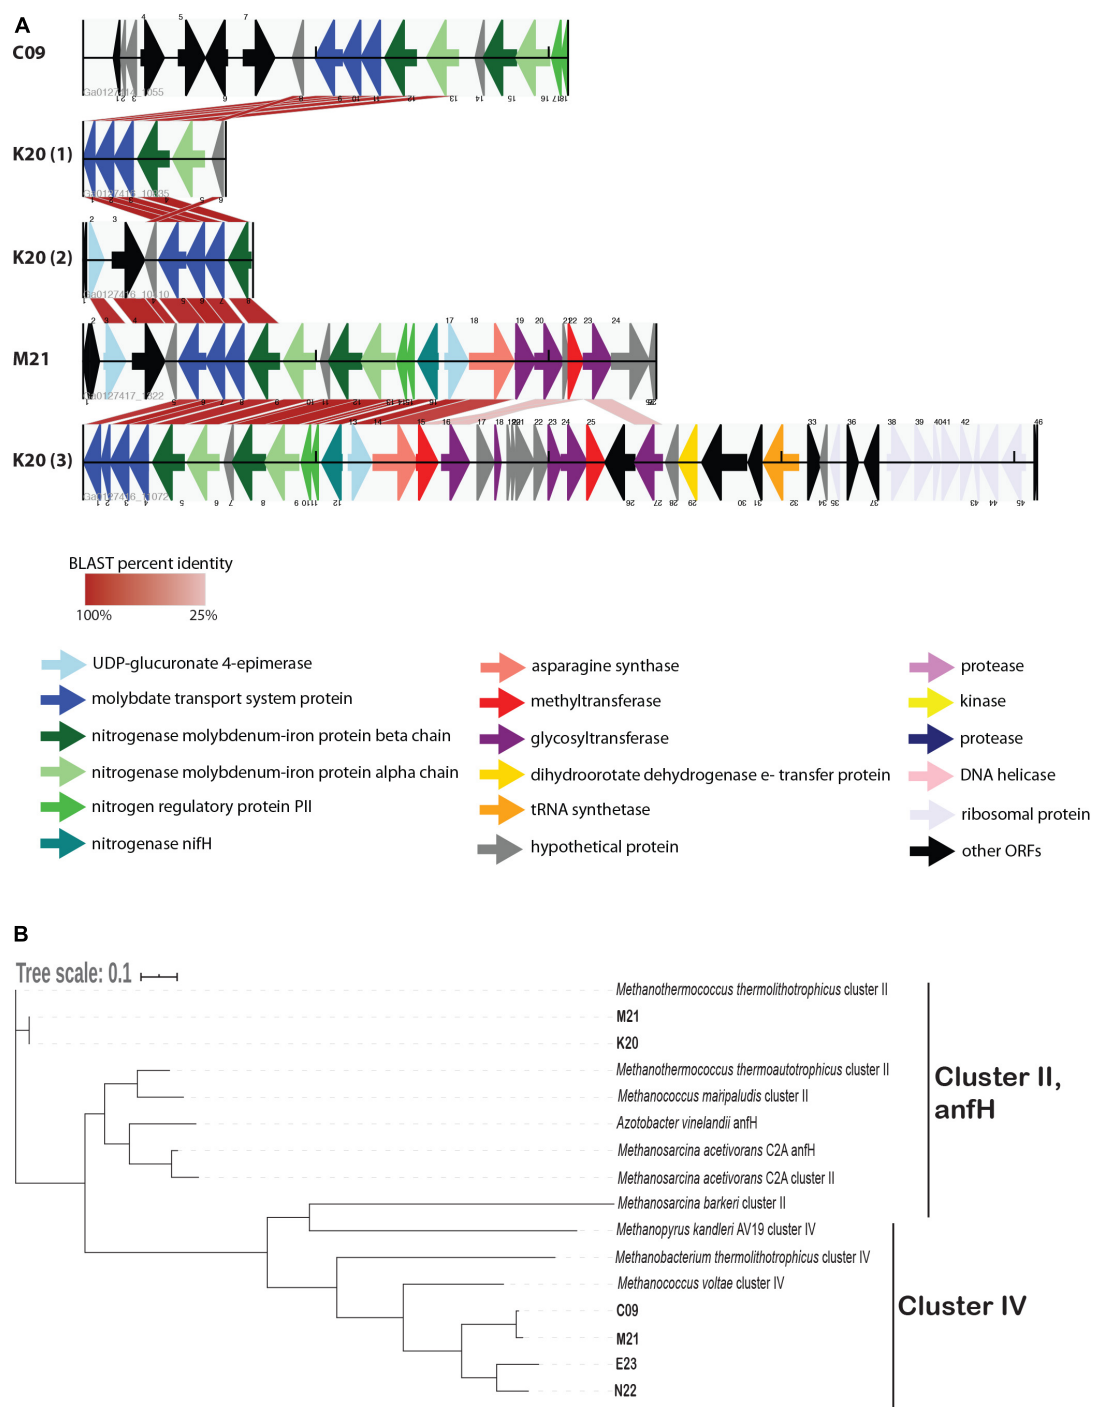 A
C09
Ga0127414_1055
K20 (1)
K20 (2)
M21
K20 (3)
BLAST percent identity
100% 25%
UDP-glucuronate 4-epimerase
molybdate transport system protein
nitrogenase molybdenum-iron protein beta chain
nitrogenase molybdenum-iron protein alpha chain
nitrogen regulatory protein PII
nitrogenase nifH
asparagine synthase
methyltransferase
glycosyltransferase
dihydroorotate dehydrogenase e- transfer protein
tRNA synthetase
hypothetical protein
protease
kinase
protease
DNA helicase
ribosomal protein
other ORFs
B
Tree scale: 0.1
Methanothermococcus thermolithotrophicus cluster II
M21
K20
Methanothermococcus thermoautotrophicus cluster II
Methanococcus maripaludis cluster II
Azotobacter vinelandii anfH
Methanosarcina acetivorans C2A anfH
Methanosarcina acetivorans C2A cluster II
Methanosarcina barkeri cluster II
Methanopyrus kandleri AV19 cluster IV
Methanobacterium thermolithotrophicus cluster IV
Methanococcus voltae cluster IV
C09
M21
E23
N22
Cluster II,
anfH
Cluster IV